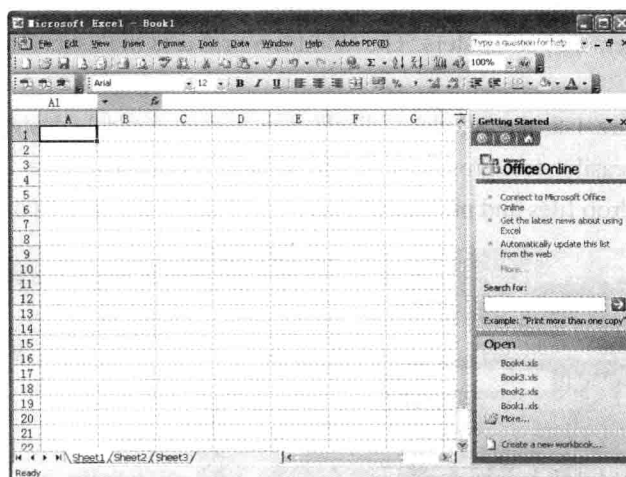 Microsoft Excel - Book1
File Edit View Insert Format Tools Data Window Help Adobe PDF(B) Type a question for help
100%
Arial 12 B I U
A1
A B C D E F G
1
2
3
4
5
6
7
8
9
10
11
12
13
14
15
16
17
18
19
20
21
22
Sheet1 / Sheet2 / Sheet3 /
Ready
Getting Started
Microsoft
Office Online
Connect to Microsoft Office
Online
Get the latest news about using
Excel
Automatically update this list
from the web
More...
Search for:
Example: "Print more than one copy"
Open
Book4.xls
Book3.xls
Book2.xls
Book1.xls
More...
Create a new workbook...